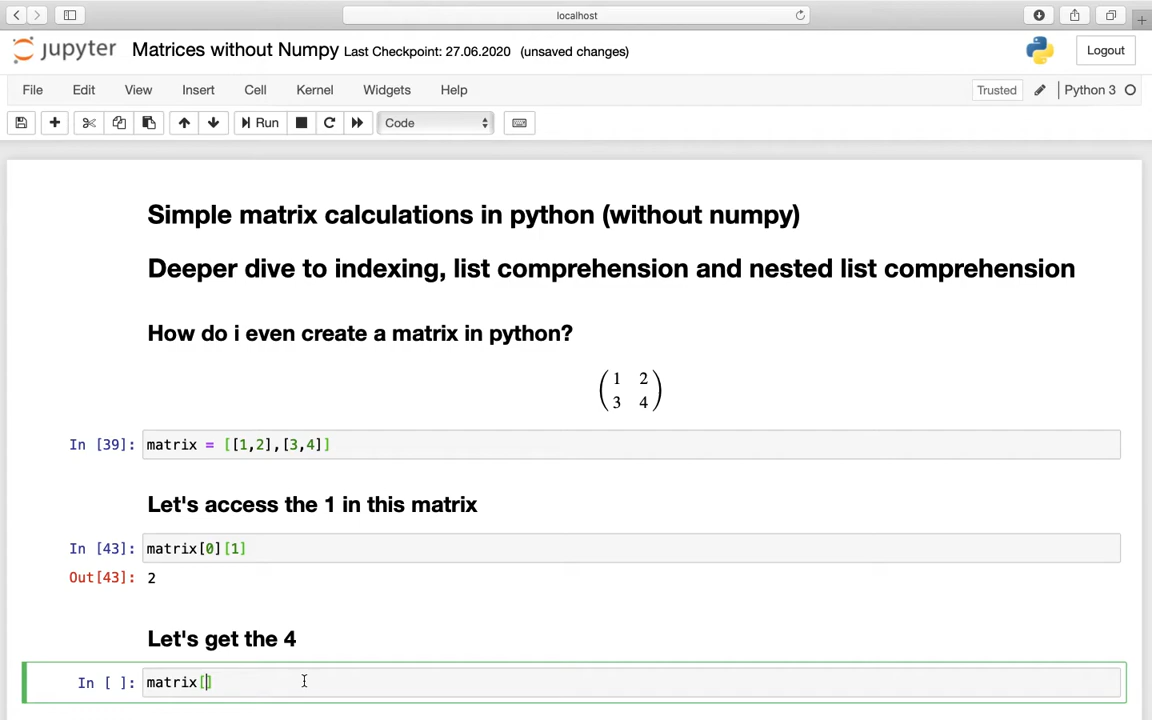 localhost
jupyter Matrices without Numpy Last Checkpoint: 27.06.2020 (unsaved changes) Logout
File Edit View Insert Cell Kernel Widgets Help Trusted Python 3
Run Code
Simple matrix calculations in python (without numpy)
Deeper dive to indexing, list comprehension and nested list comprehension
How do i even create a matrix in python?
1 2
3 4
In [39]: matrix = [[1,2],[3,4]]
Let's access the 1 in this matrix
In [43]: matrix[0][1]
Out[43]: 2
Let's get the 4
In [ ]: matrix[]